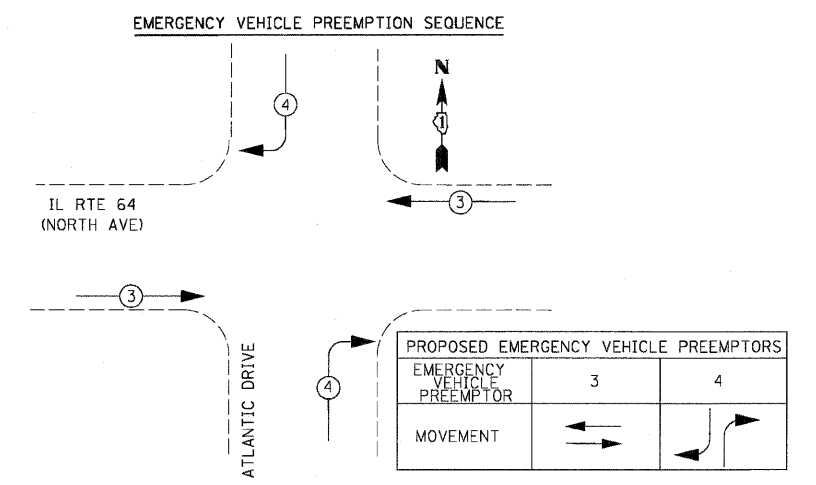 EMERGENCY VEHICLE PREEMPTION SEQUENCE
N
4
1
IL RTE 64
(NORTH AVE)
3
3
4
ATLANTIC DRIVE
PROPOSED EMERGENCY VEHICLE PREEMPTORS
EMERGENCY
VEHICLE
PREEMPTOR
3
4
MOVEMENT